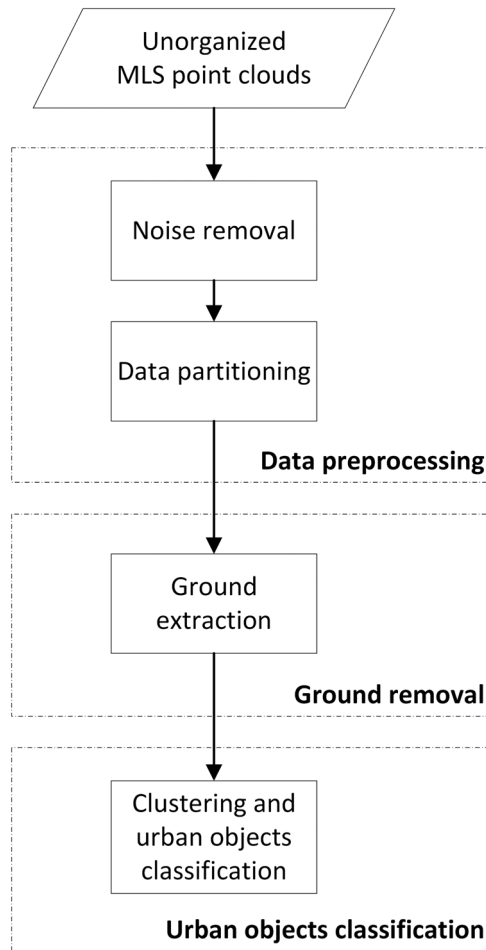 Unorganized
MLS point clouds
Noise removal
Data partitioning
Data preprocessing
Ground
extraction
Ground removal
Clustering and
urban objects
classification
Urban objects classification